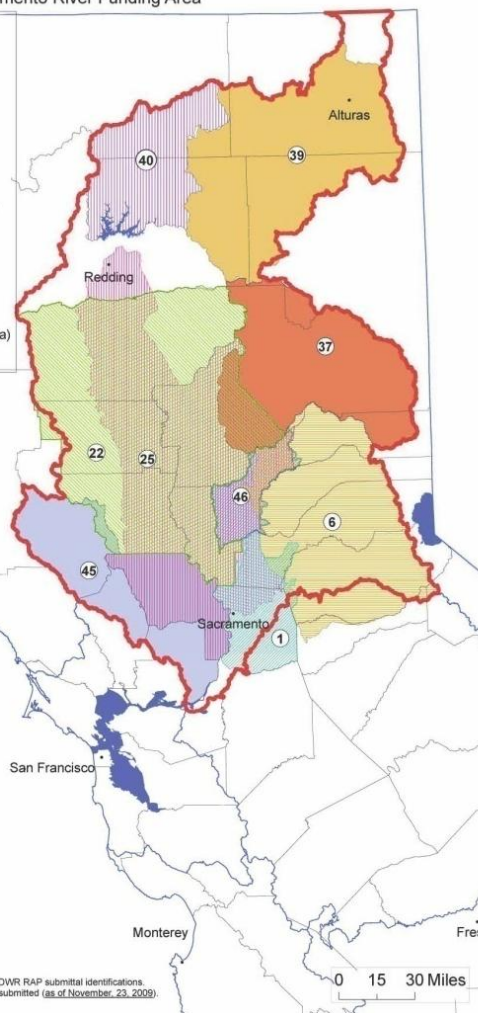 mento River Funding Area
Alturas
40
39
Redding
a)
37
22
25
46
6
45
Sacramento
1
San Francisco
Monterey
Fres
DWR RAP submittal identifications.
submitted (as of November, 23, 2009).
0 15 30 Miles